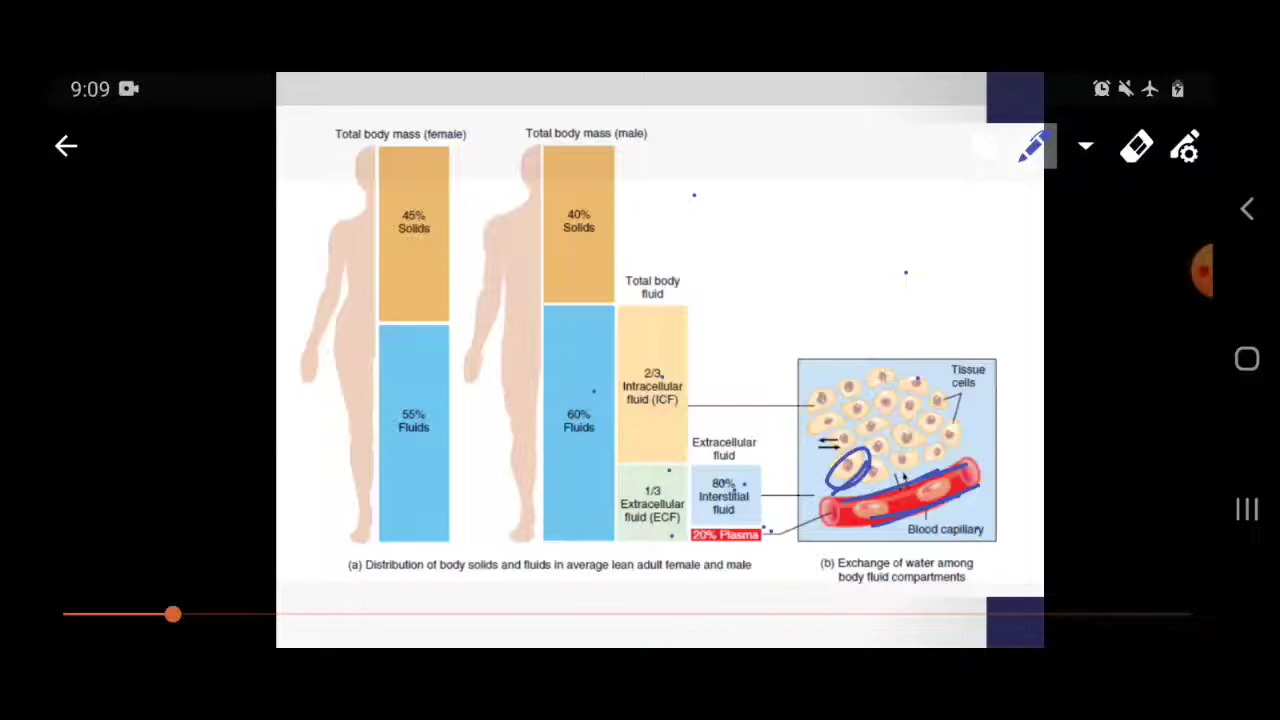 9:09
Total body mass (female)
Total body mass (male)
45%
Solids
40%
Solids
Total body
fluid
2/3
Intracellular
fluid (ICF)
55%
Fluids
60%
Fluids
Extracellular
fluid
1/3
Extracellular
fluid (ECF)
80%
Interstitial
fluid
20% Plasma
Tissue
cells
Blood capillary
(a) Distribution of body solids and fluids in average lean adult female and male
(b) Exchange of water among
body fluid compartments